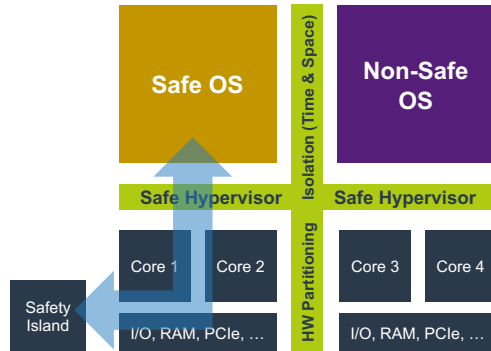 Safe OS
Non-Safe
OS
Isolation (Time & Space)
Safe Hypervisor
Safe Hypervisor
HW Partitioning
Core 1
Core 2
Core 3
Core 4
Safety
Island
I/O, RAM, PCIe, …
I/O, RAM, PCIe, …